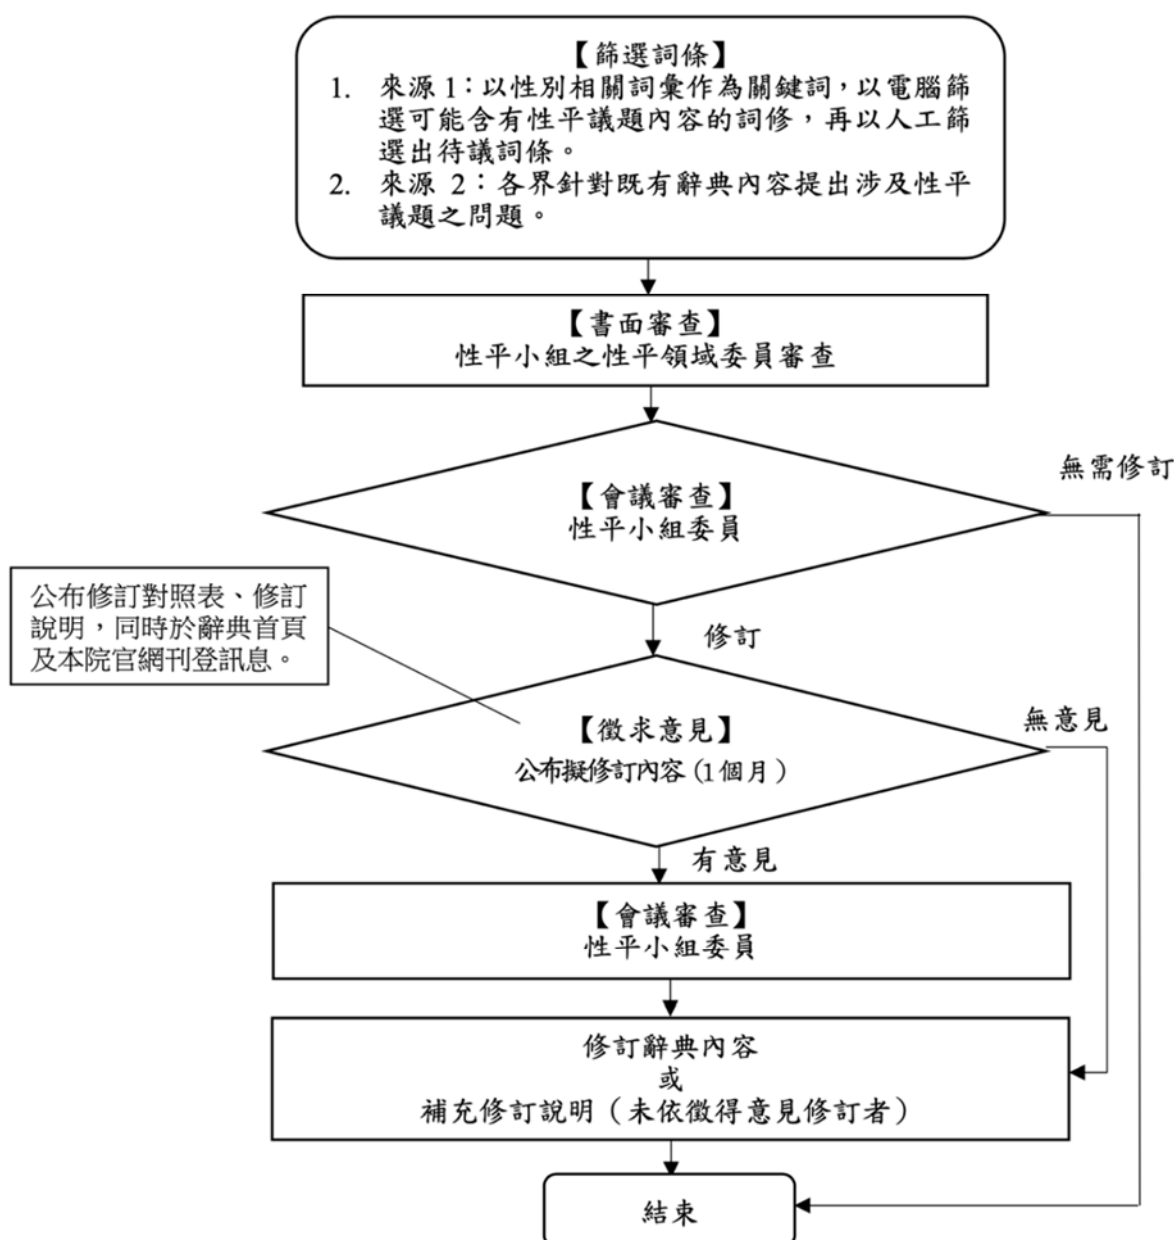 【篩選詞條】
1. 來源 1：以性別相關詞彙作為關鍵詞，以電腦篩
選可能含有性平議題內容的詞修，再以人工篩
選出待議詞條。
2. 來源 2：各界針對既有辭典內容提出涉及性平
議題之問題。
【書面審查】
性平小組之性平領域委員審查
【會議審查】
性平小組委員
無需修訂
公布修訂對照表、修訂
說明，同時於辭典首頁
及本院官網刊登訊息。
修訂
【徵求意見】
公布擬修訂內容 (1 個月)
無意見
有意見
【會議審查】
性平小組委員
修訂辭典內容
或
補充修訂說明（未依徵得意見修訂者）
結束